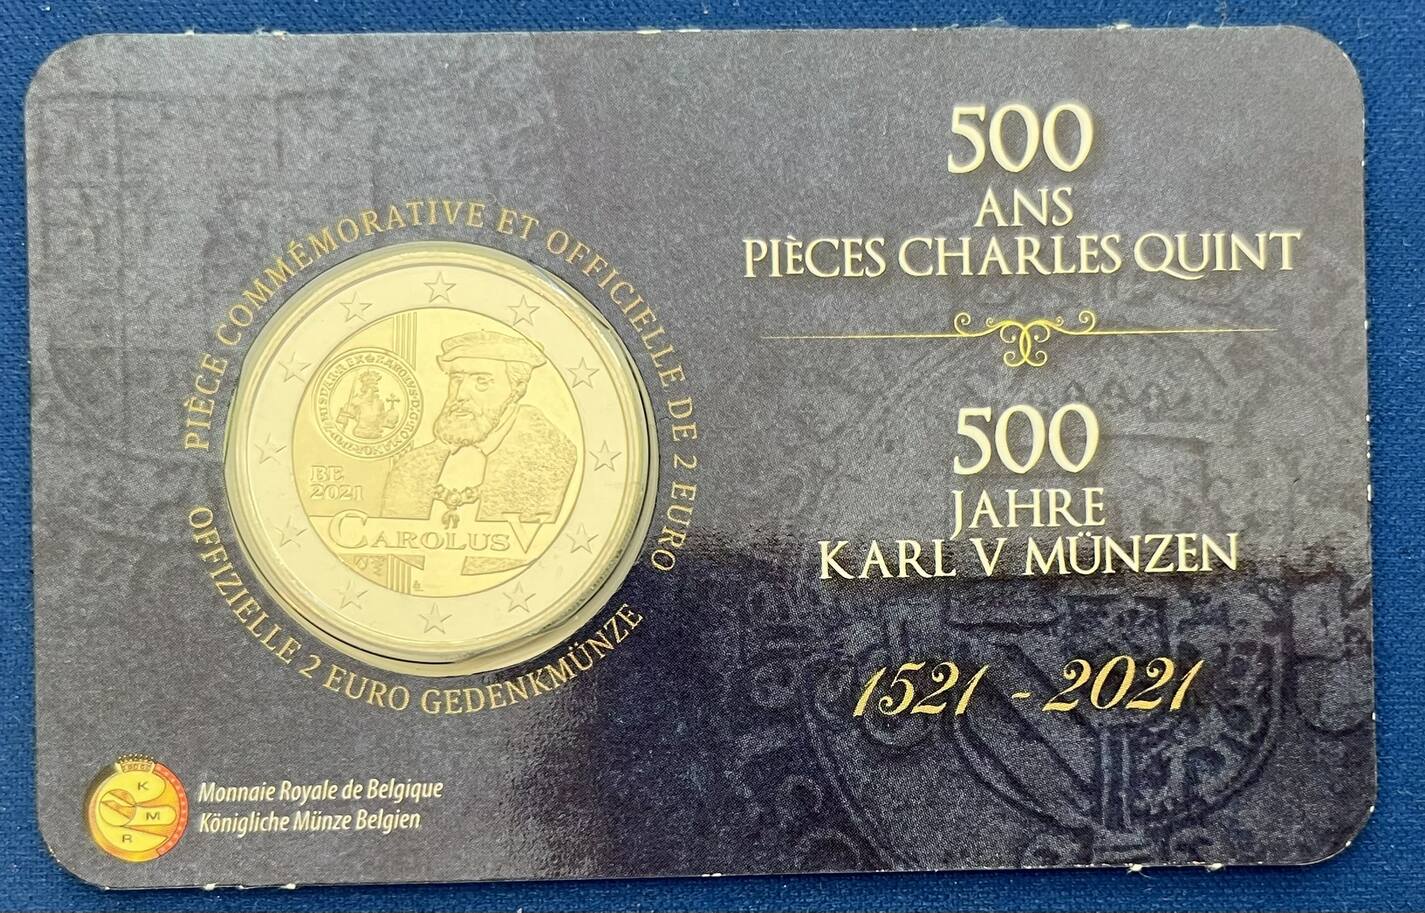 PIÈCE COMMÉMORATIVE ET OFFICIELLE DE 2 EURO
OFFIZIELLE 2 EURO GEDENKMÜNZE
BE
2021
CAROLUS V
500
ANS
PIÈCES CHARLES QUINT
500
JAHRE
KARL V MÜNZEN
1521 - 2021
K
M
R
Monnaie Royale de Belgique
Königliche Münze Belgien